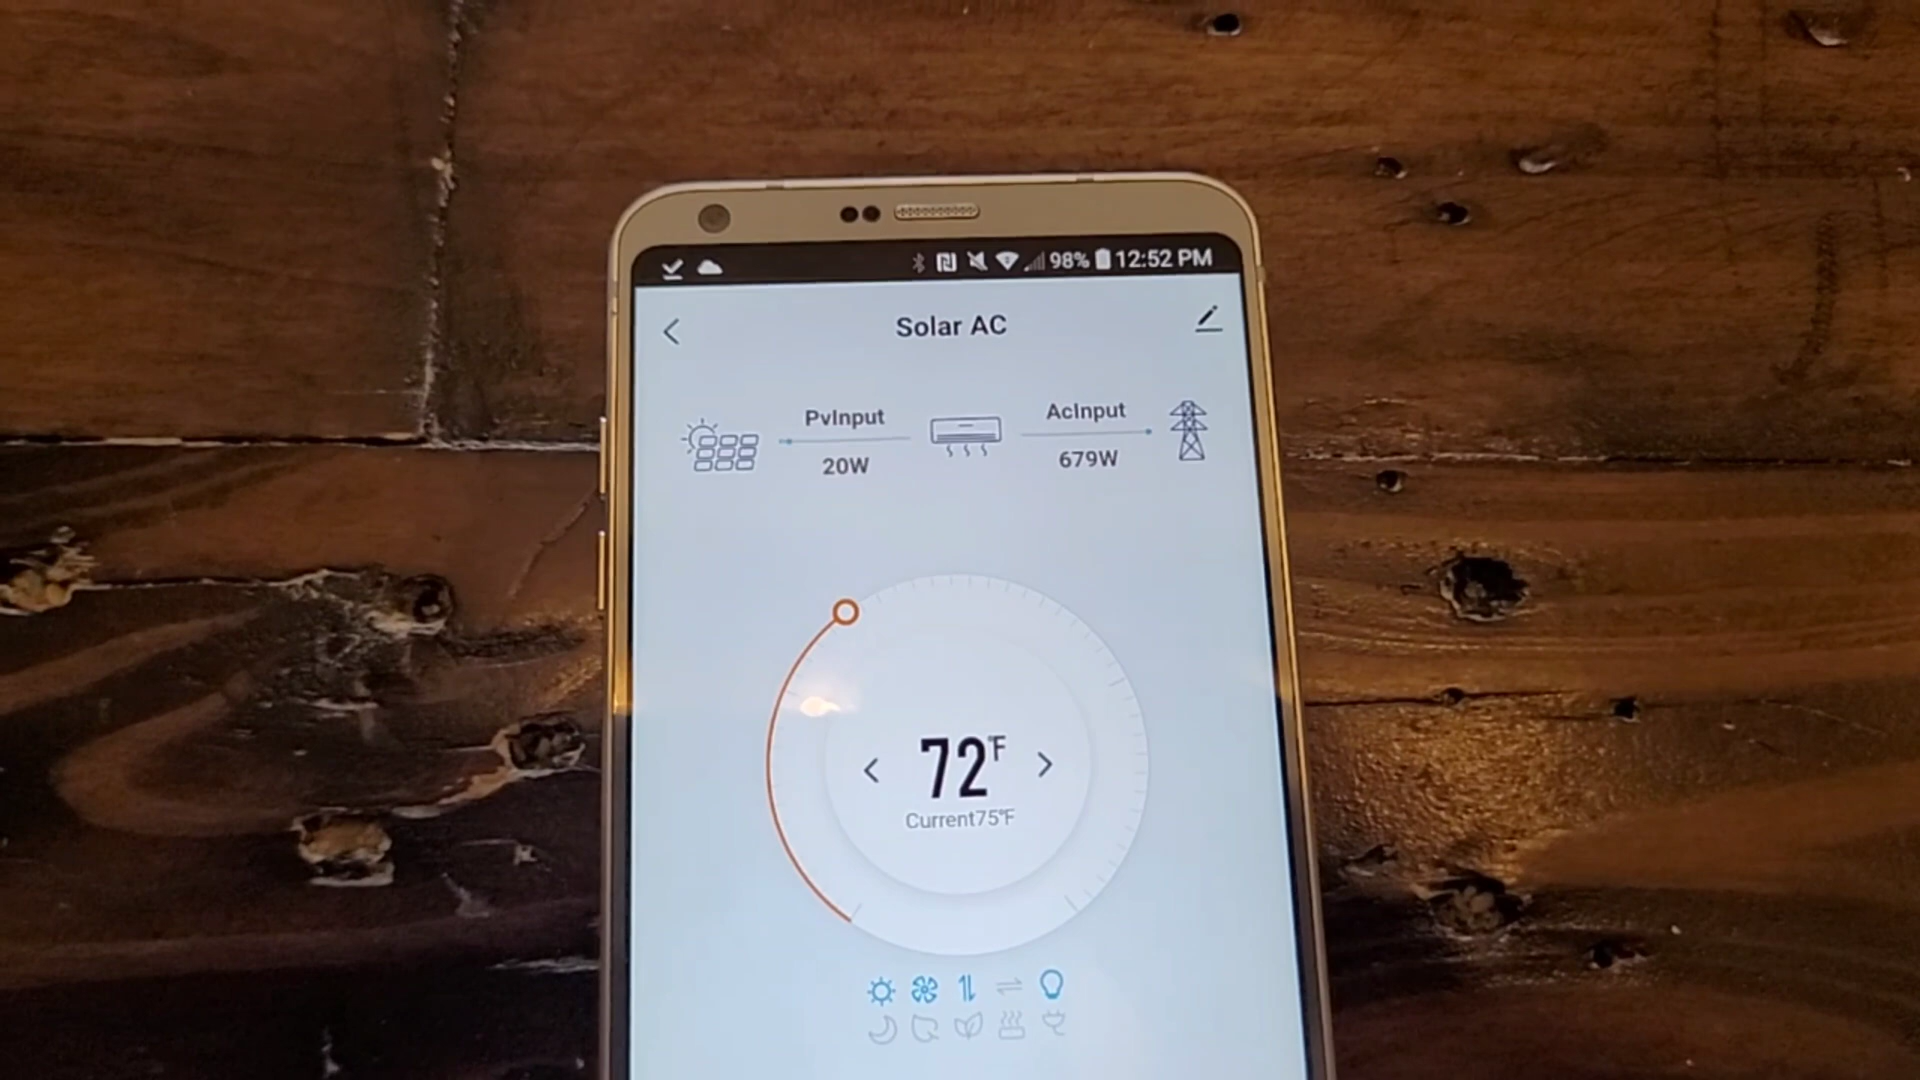 98% 12:52 PM
Solar AC
PvInput
20W
AcInput
679W
72°F
Current75°F